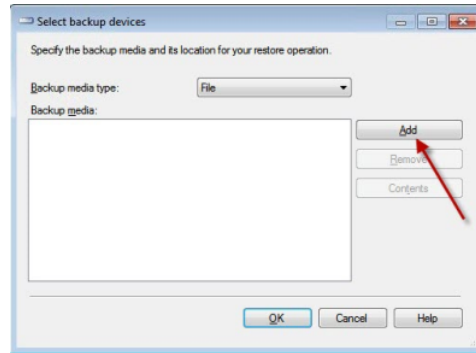 Select backup devices
Specify the backup media and its location for your restore operation.
Backup media type:
File
Backup media:
Add
Remove
Contents
OK
Cancel
Help